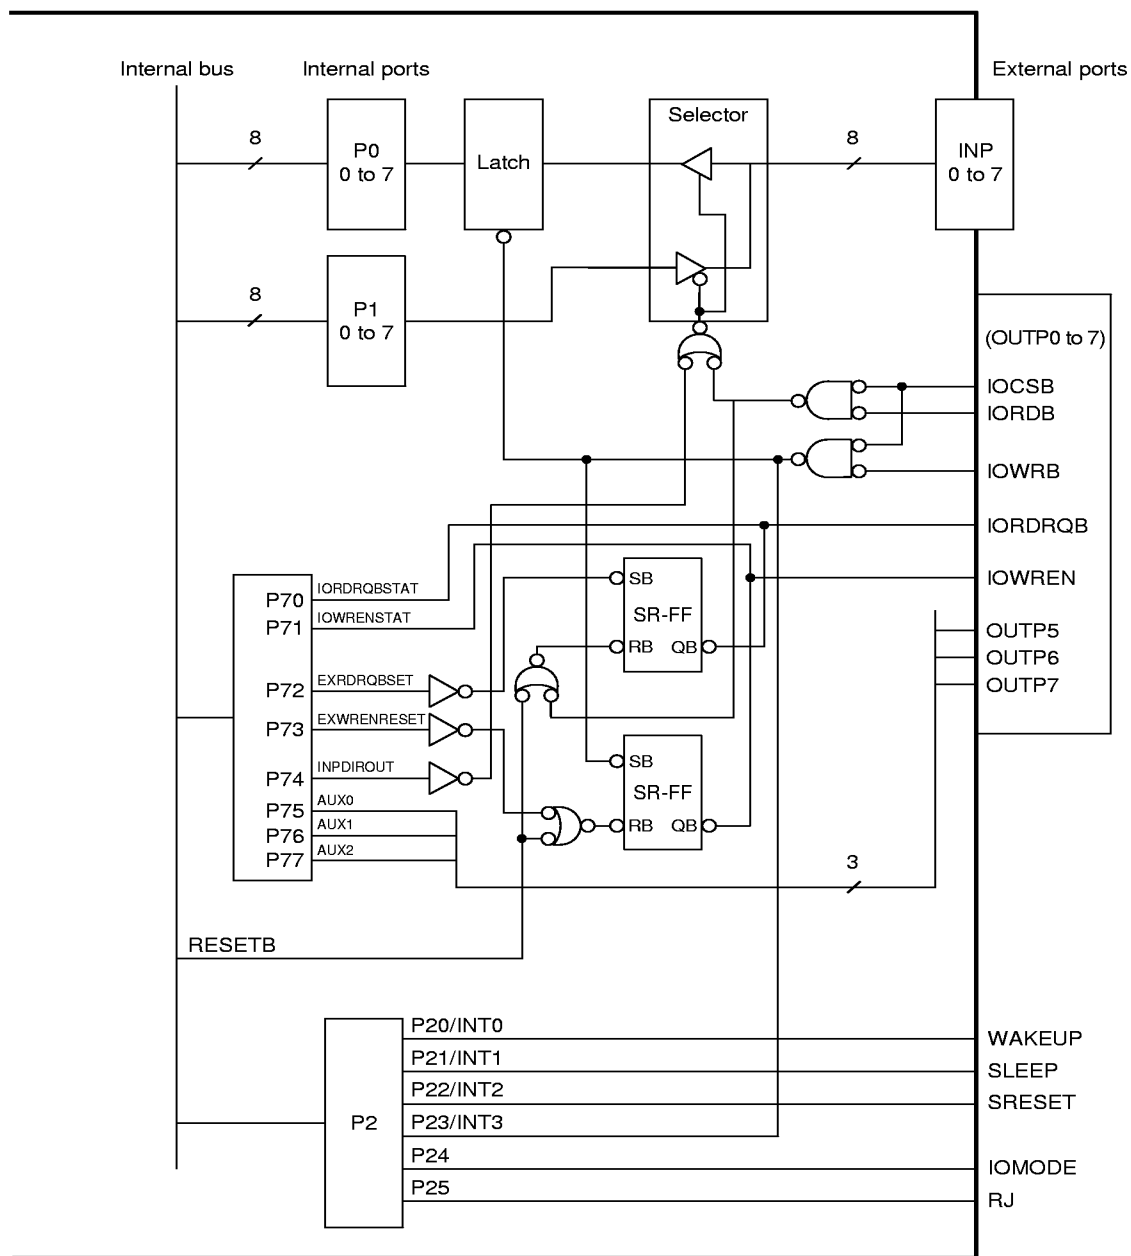 Internal bus
Internal ports
External ports
8
P0
0 to 7
Latch
Selector
8
INP
0 to 7
8
P1
0 to 7
(OUTP0 to 7)
IOCSB
IORDB
IOWRB
IORDRQB
IOWREN
OUTP5
OUTP6
OUTP7
SB
SR-FF
RB QB
P70 IORDRQBSTAT
P71 IOWRENSTAT
P72 EXRDRQBSET
P73 EXWRENRESET
P74 INPDIROUT
P75 AUX0
P76 AUX1
P77 AUX2
SB
SR-FF
RB QB
3
RESETB
P2
P20/INT0
WAKEUP
P21/INT1
SLEEP
P22/INT2
SRESET
P23/INT3
P24
IOMODE
P25
RJ